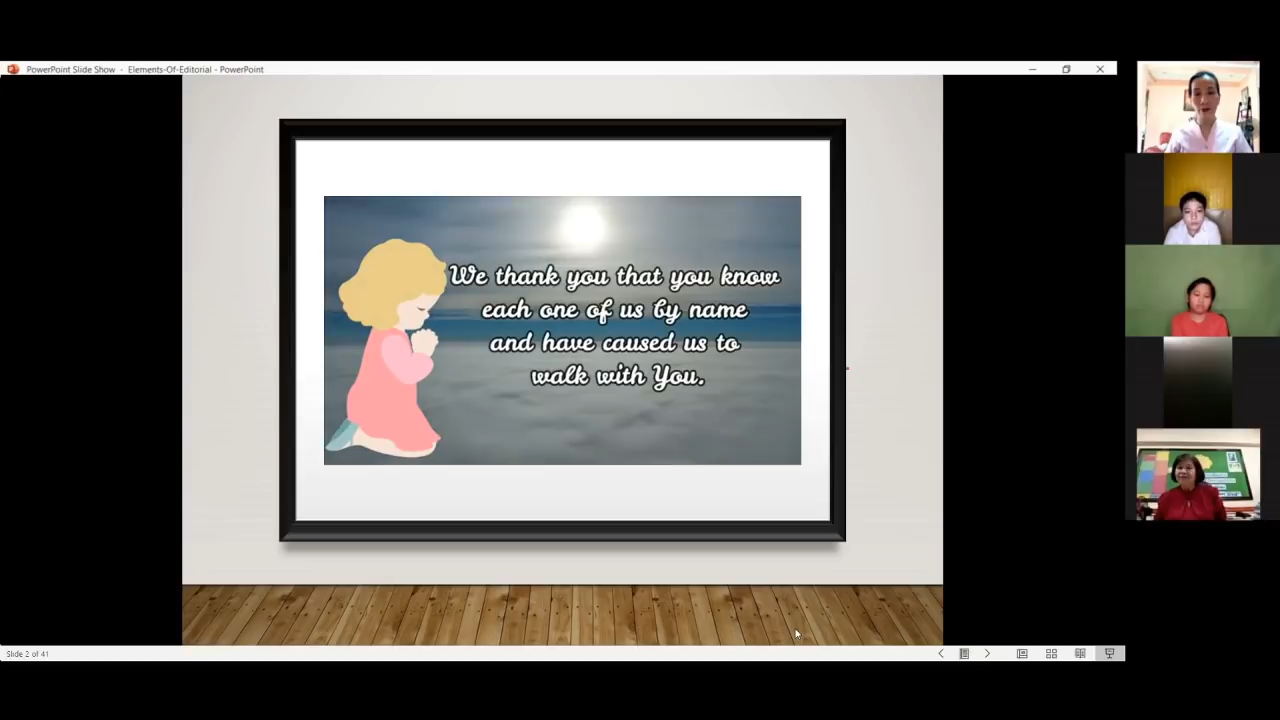 PowerPoint Slide Show - Elements-Of-Editorial - PowerPoint
We thank you that you know
each one of us by name
and have caused us to
walk with You.
Slide 2 of 41